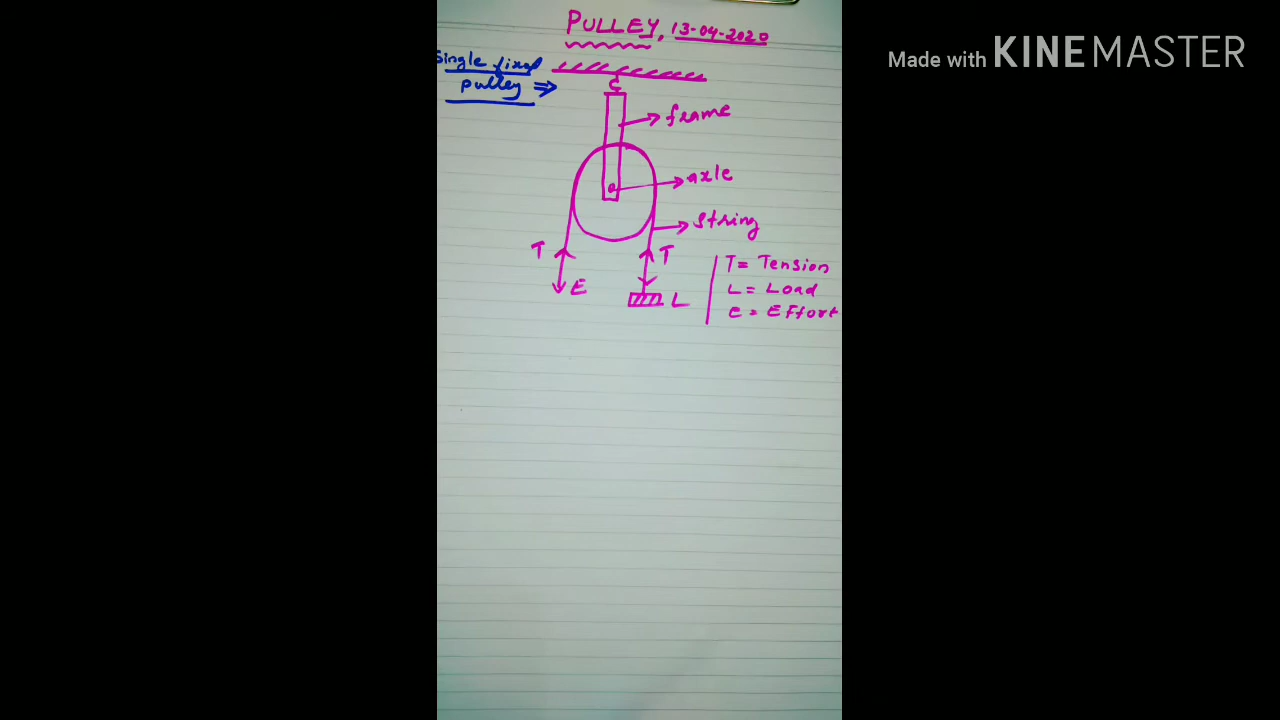 PULLEY, 13-04-2020
Single fixed
pulley ⇒
frame
axle
string
T
T
E
L
T = Tension
L = Load
E = Effort
Made with KINEMASTER